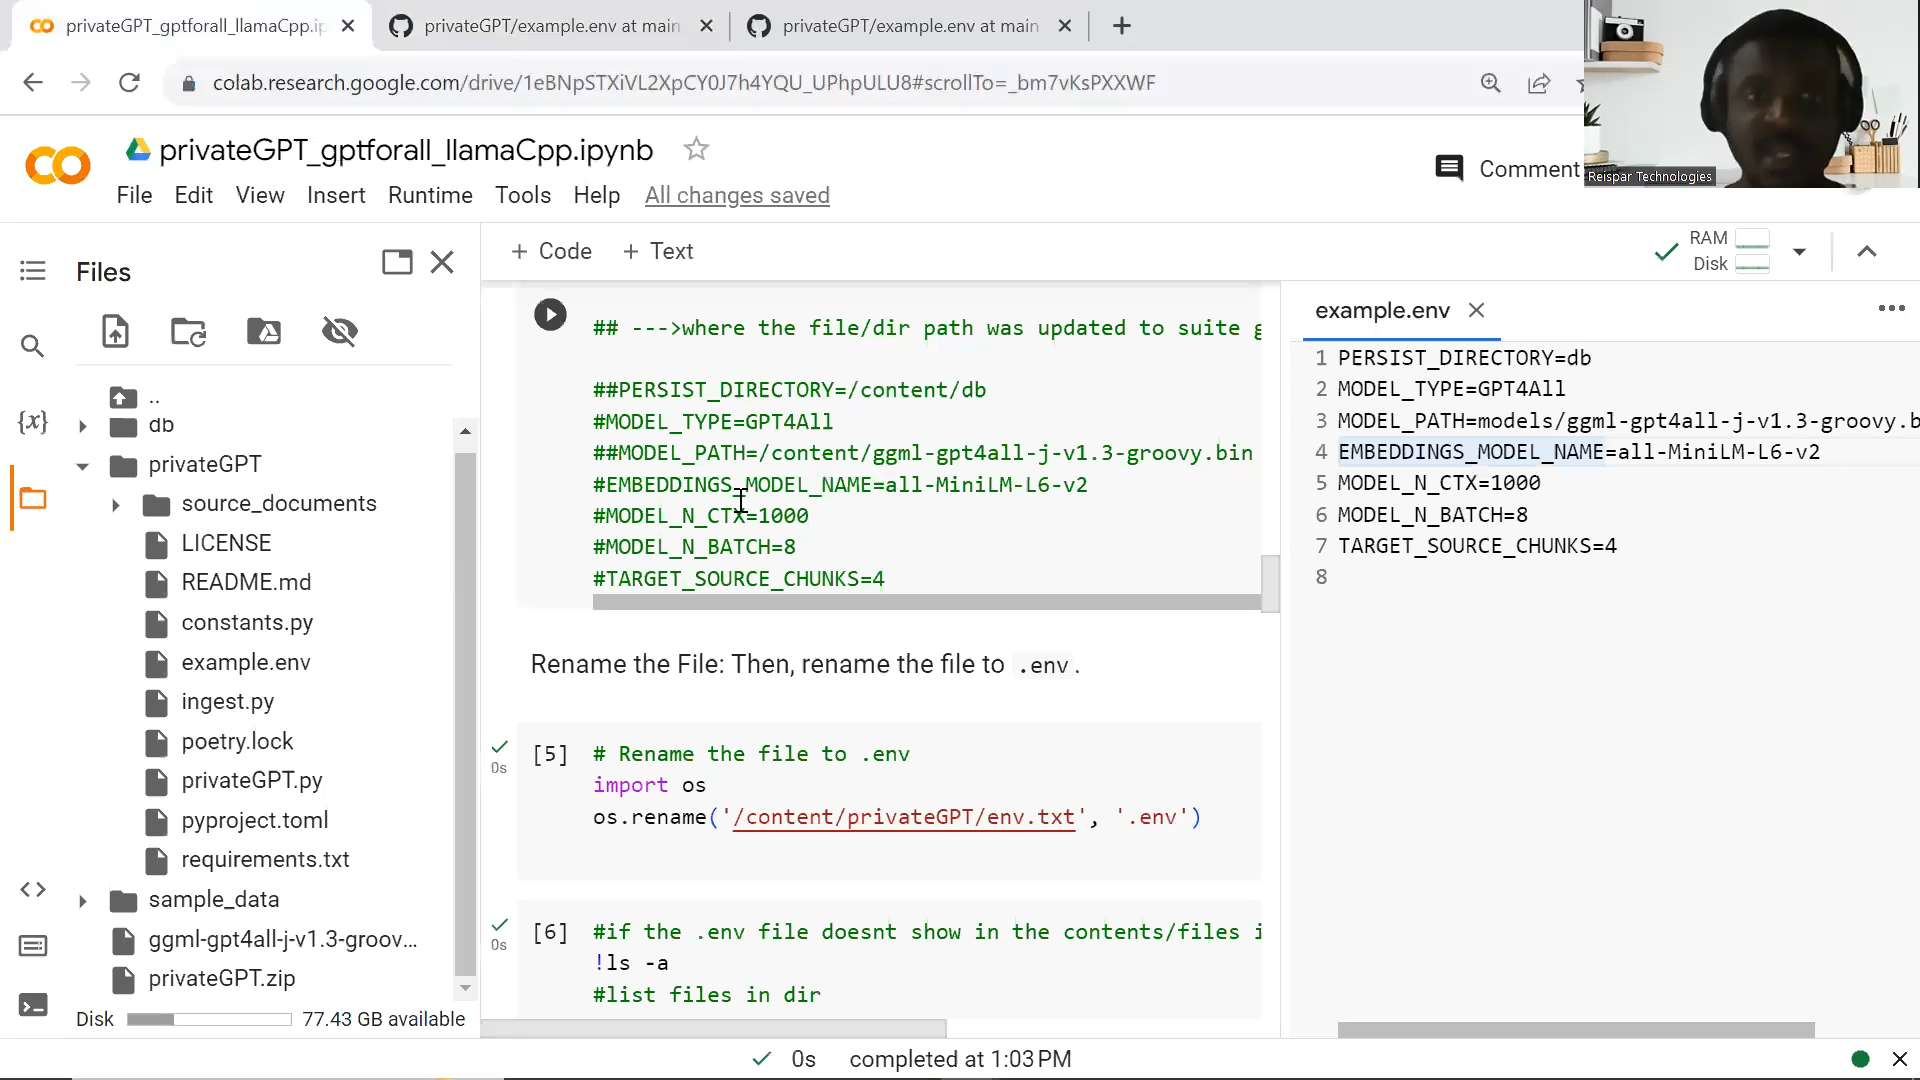 privateGPT_gptforall_llamaCpp.ip
privateGPT/example.env at main
privateGPT/example.env at main
colab.research.google.com/drive/1eBNpSTXiVL2XpCY0J7h4YQU_UPhpULU8#scrollTo=_bm7vKsPXXWF
privateGPT_gptforall_llamaCpp.ipynb
Comment
Reispar Technologies
File Edit View Insert Runtime Tools Help All changes saved
Files
+ Code + Text
RAM
Disk
..
db
privateGPT
source_documents
LICENSE
README.md
constants.py
example.env
ingest.py
poetry.lock
privateGPT.py
pyproject.toml
requirements.txt
sample_data
ggml-gpt4all-j-v1.3-groov...
privateGPT.zip
Disk 77.43 GB available
## --->where the file/dir path was updated to suite g
##PERSIST_DIRECTORY=/content/db
#MODEL_TYPE=GPT4All
##MODEL_PATH=/content/ggml-gpt4all-j-v1.3-groovy.bin
#EMBEDDINGS_MODEL_NAME=all-MiniLM-L6-v2
#MODEL_N_CTX=1000
#MODEL_N_BATCH=8
#TARGET_SOURCE_CHUNKS=4
Rename the File: Then, rename the file to .env.
[5] # Rename the file to .env
0s
import os
os.rename('/content/privateGPT/env.txt', '.env')
[6] #if the .env file doesnt show in the contents/files i
0s
!ls -a
#list files in dir
example.env
1 PERSIST_DIRECTORY=db
2 MODEL_TYPE=GPT4All
3 MODEL_PATH=models/ggml-gpt4all-j-v1.3-groovy.b
4 EMBEDDINGS_MODEL_NAME=all-MiniLM-L6-v2
5 MODEL_N_CTX=1000
6 MODEL_N_BATCH=8
7 TARGET_SOURCE_CHUNKS=4
8
0s completed at 1:03 PM